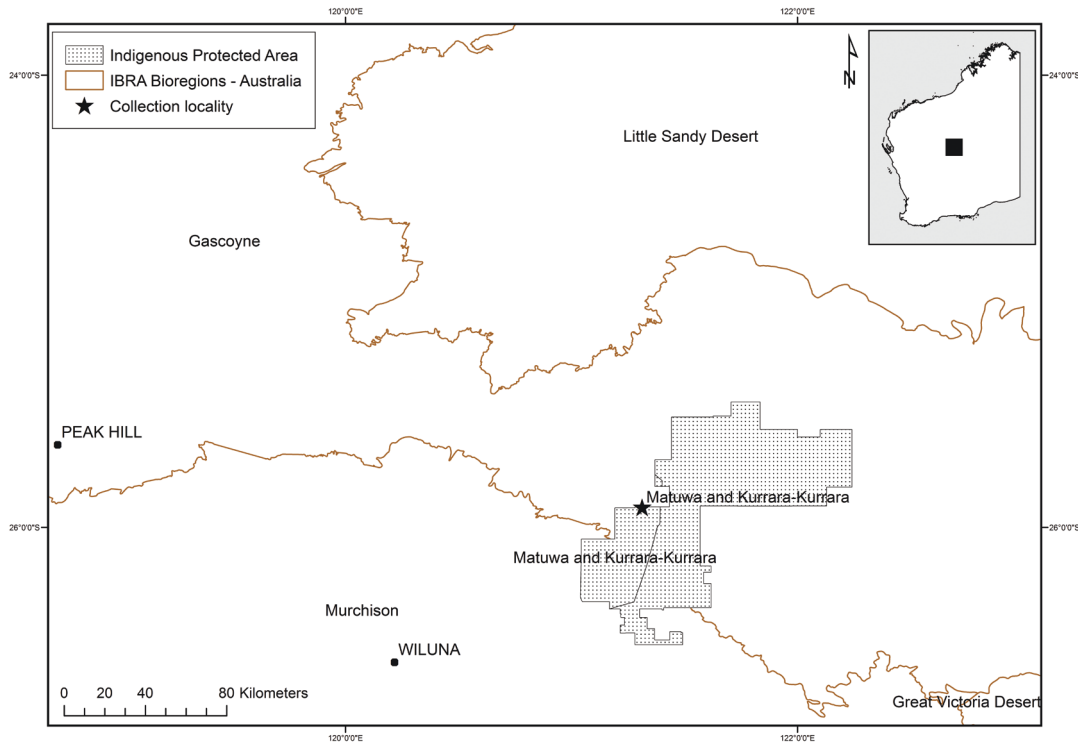 120°0'0"E
122°0'0"E
Indigenous Protected Area
IBRA Bioregions - Australia
Collection locality
N
24°0'0"S
24°0'0"S
Little Sandy Desert
Gascoyne
PEAK HILL
Matuwa and Kurrara-Kurrara
26°0'0"S
26°0'0"S
Matuwa and Kurrara-Kurrara
Murchison
WILUNA
0 20 40 80 Kilometers
Great Victoria Desert
120°0'0"E
122°0'0"E